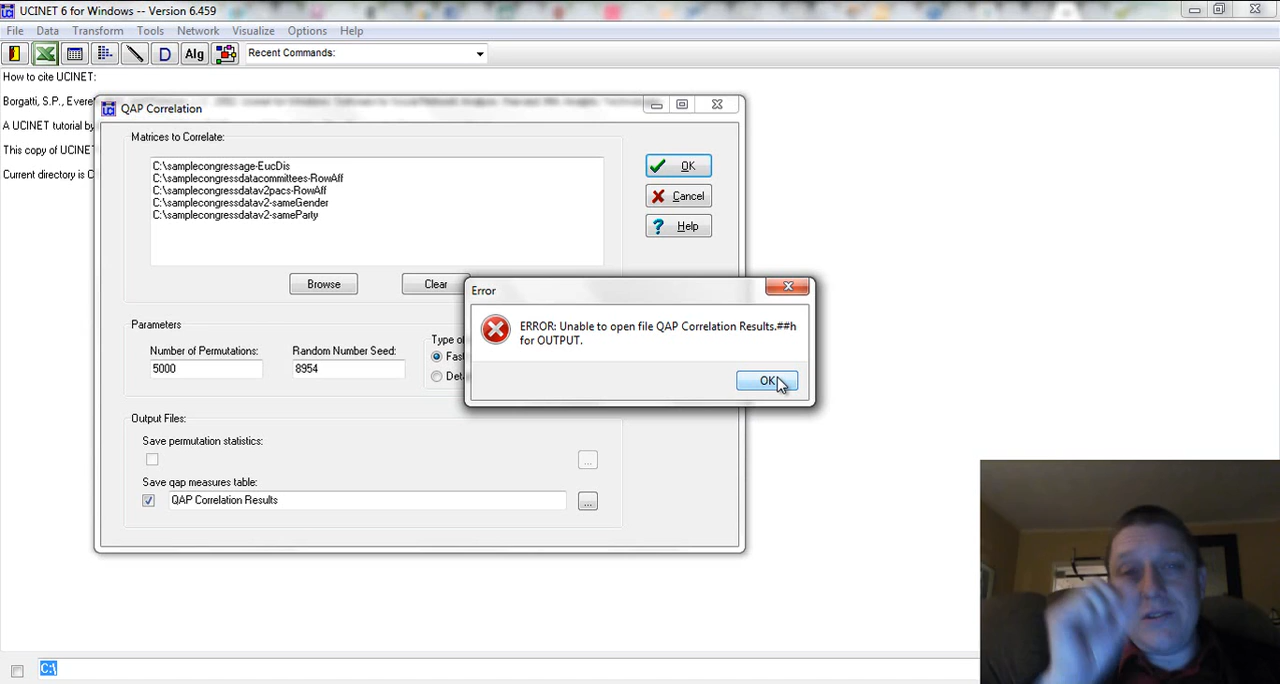 UCINET 6 for Windows -- Version 6.459
File Data Transform Tools Network Visualize Options Help
D Alg Recent Commands:
How to cite UCINET:
Borgatti, S.P., Evere
A UCINET tutorial by
This copy of UCINET
Current directory is C
QAP Correlation
Matrices to Correlate:
C:\samplecongressage-EucDis
C:\samplecongressdatacommittees-RowAff
C:\samplecongressdatav2pacs-RowAff
C:\samplecongressdatav2-sameGender
C:\samplecongressdatav2-sameParty
OK
Cancel
? Help
Browse Clear
Error
ERROR: Unable to open file QAP Correlation Results.##h
for OUTPUT.
OK
Parameters
Number of Permutations: Random Number Seed: Type of
5000 8954 Fast
Det
Output Files:
Save permutation statistics:
...
Save qap measures table:
QAP Correlation Results ...
C:\